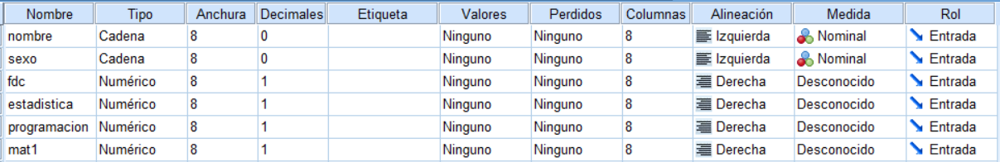 Nombre Tipo Anchura Decimales Etiqueta Valores Perdidos Columnas Alineación Medida Rol
nombre Cadena 8 0 Ninguno Ninguno 8 Izquierda Nominal Entrada
sexo Cadena 8 0 Ninguno Ninguno 8 Izquierda Nominal Entrada
fdc Numérico 8 1 Ninguno Ninguno 8 Derecha Desconocido Entrada
estadistica Numérico 8 1 Ninguno Ninguno 8 Derecha Desconocido Entrada
programacion Numérico 8 1 Ninguno Ninguno 8 Derecha Desconocido Entrada
mat1 Numérico 8 1 Ninguno Ninguno 8 Derecha Desconocido Entrada